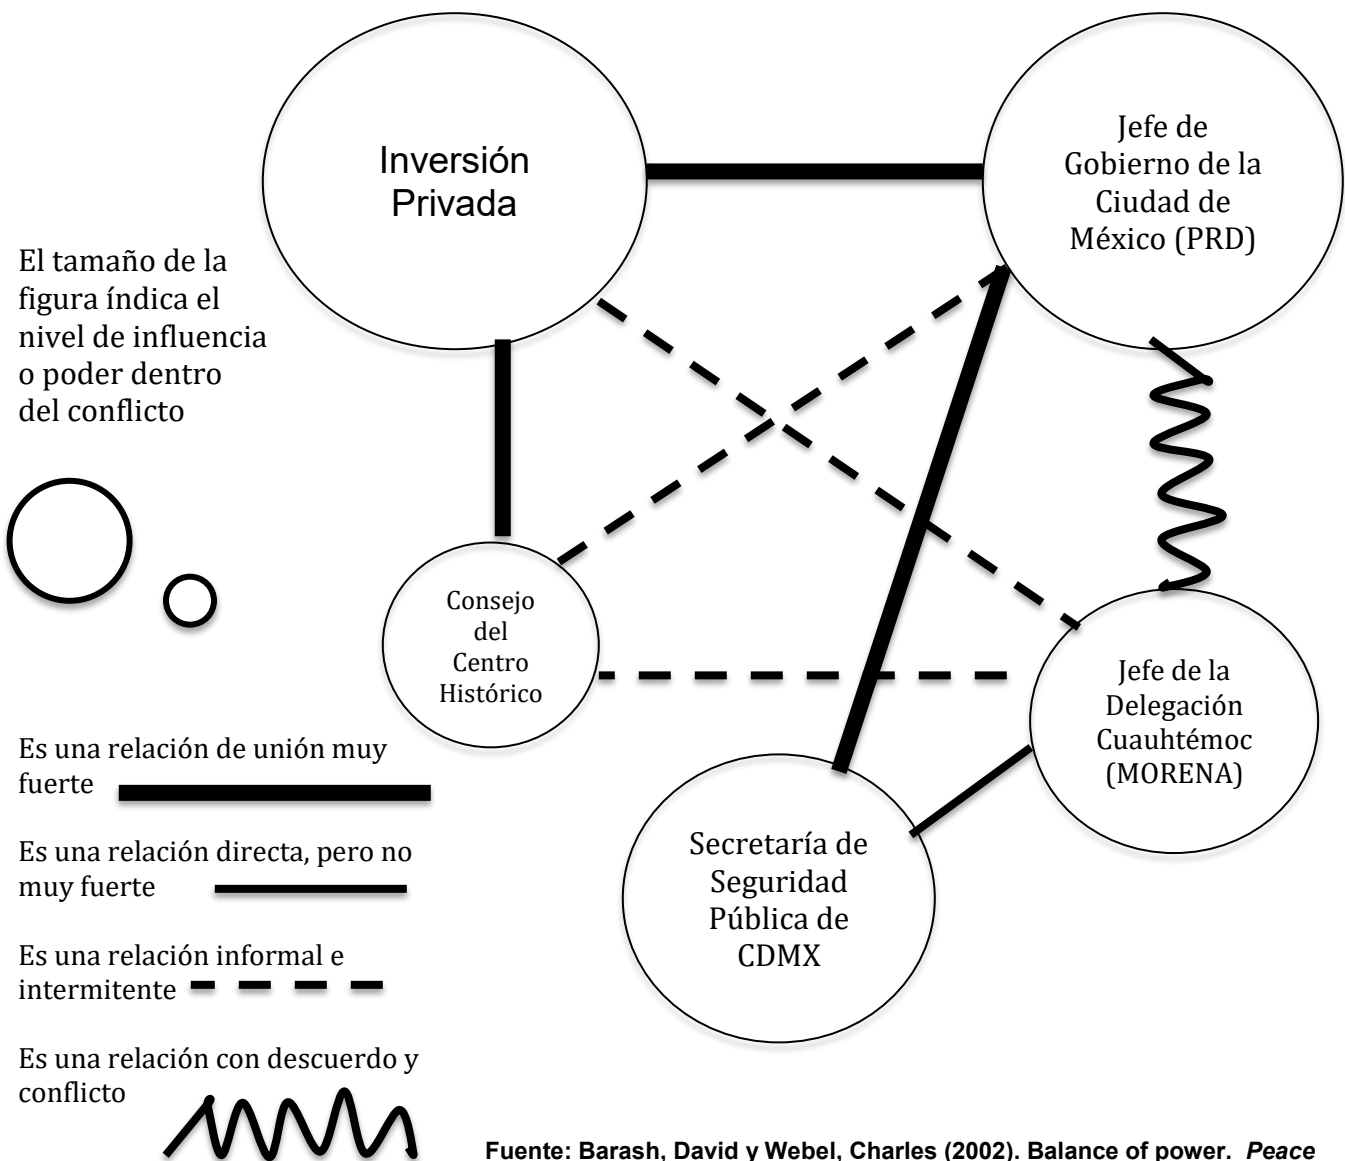 Inversión
Privada
Jefe de
Gobierno de la
Ciudad de
México (PRD)
El tamaño de la
figura índica el
nivel de influencia
o poder dentro
del conflicto
Consejo
del
Centro
Histórico
Jefe de la
Delegación
Cuauhtémoc
(MORENA)
Secretaría de
Seguridad
Pública de
CDMX
Es una relación de unión muy
fuerte
Es una relación directa, pero no
muy fuerte
Es una relación informal e
intermitente
Es una relación con descuerdo y
conflicto
Fuente: Barash, David y Webel, Charles (2002). Balance of power. Peace